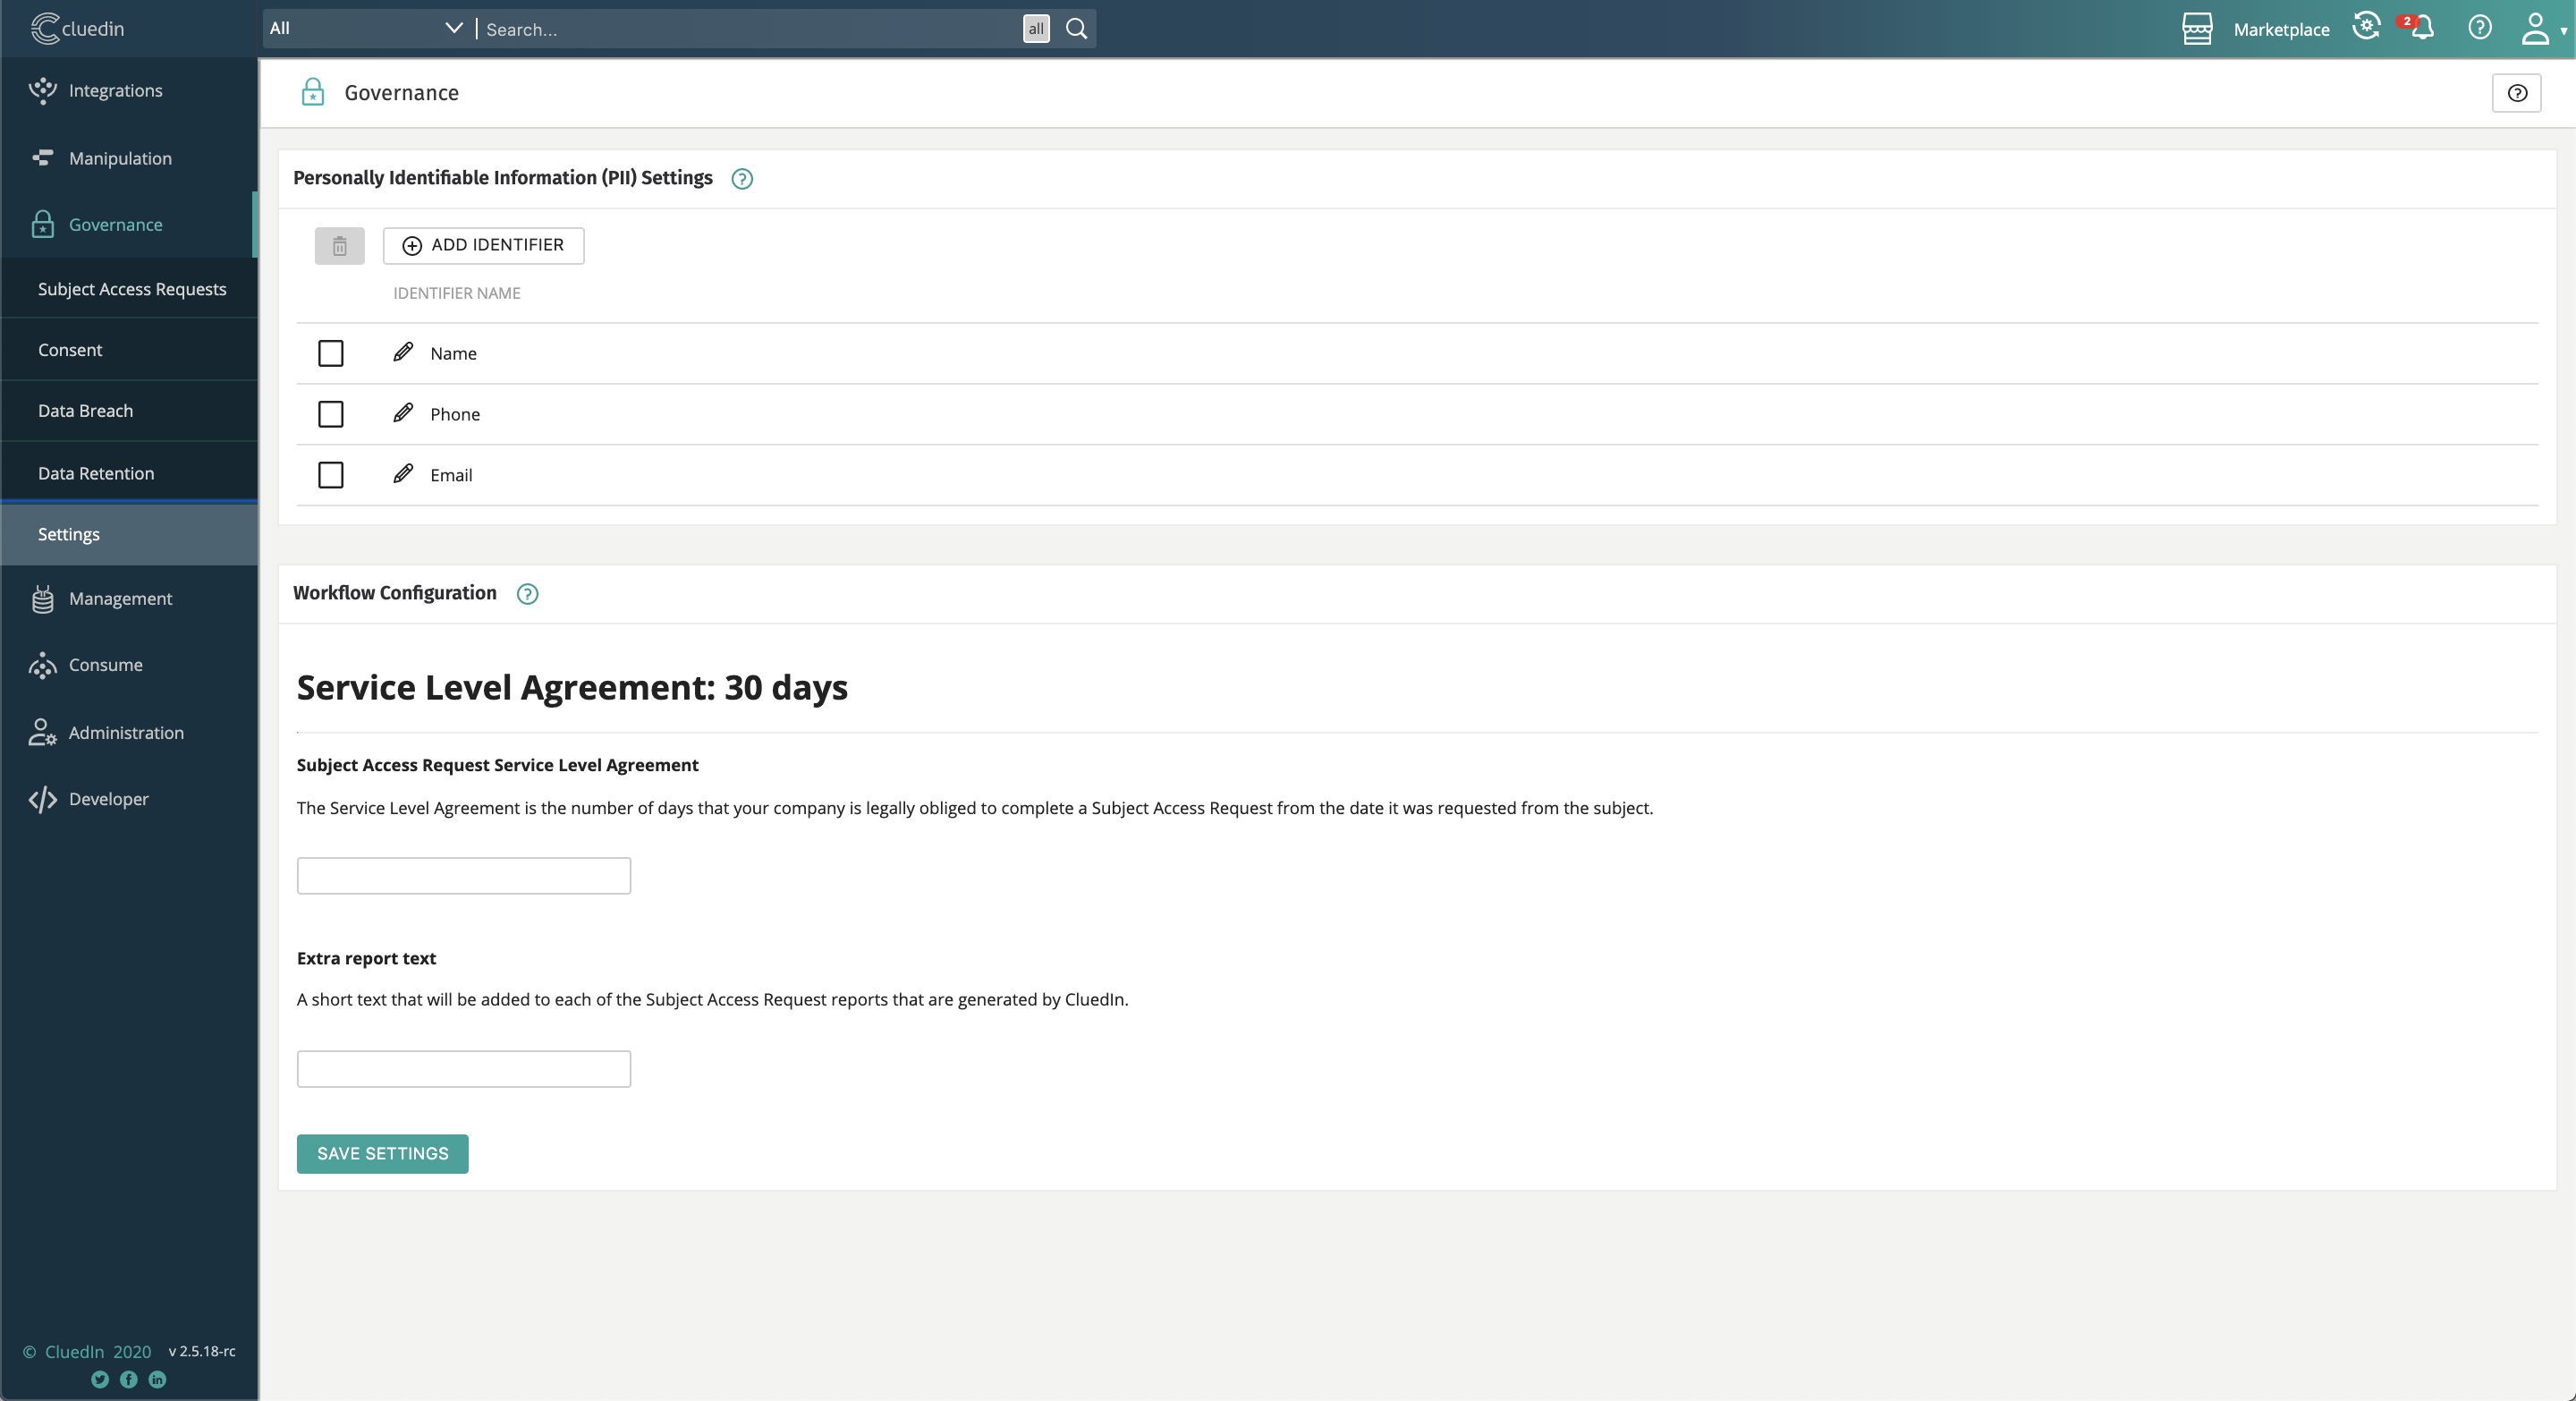 cluedin
All
Search...
all
Marketplace
2
Integrations
Manipulation
Governance
Subject Access Requests
Consent
Data Breach
Data Retention
Settings
Management
Consume
Administration
Developer
© CluedIn 2020 v 2.5.18-rc
Governance
Personally Identifiable Information (PII) Settings
ADD IDENTIFIER
IDENTIFIER NAME
Name
Phone
Email
Workflow Configuration
Service Level Agreement: 30 days
Subject Access Request Service Level Agreement
The Service Level Agreement is the number of days that your company is legally obliged to complete a Subject Access Request from the date it was requested from the subject.
Extra report text
A short text that will be added to each of the Subject Access Request reports that are generated by CluedIn.
SAVE SETTINGS